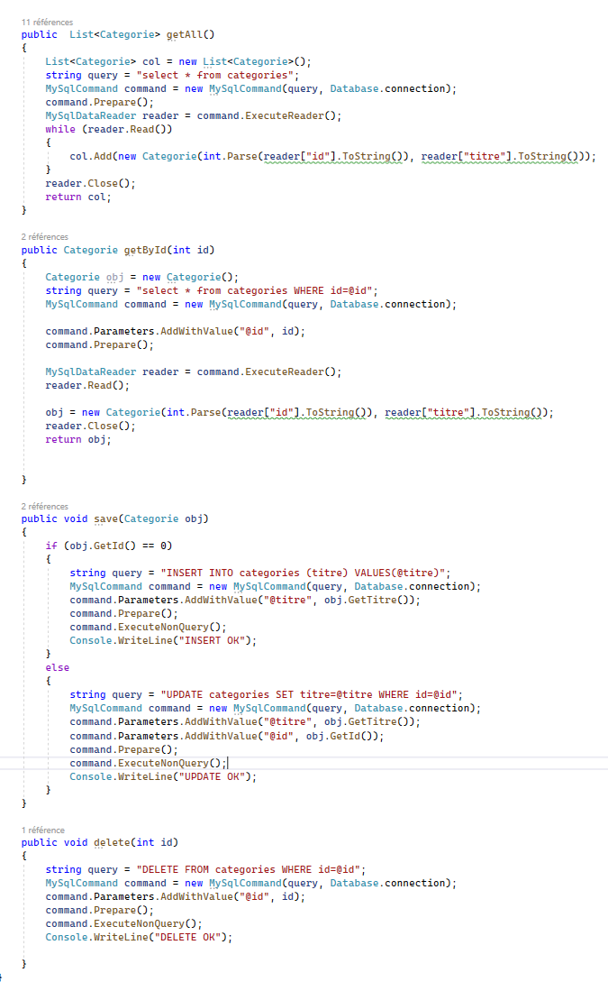 11 références
public  List<Categorie> getAll()
{
    List<Categorie> col = new List<Categorie>();
    string query = "select * from categories";
    MySqlCommand command = new MySqlCommand(query, Database.connection);
    command.Prepare();
    MySqlDataReader reader = command.ExecuteReader();
    while (reader.Read())
    {
        col.Add(new Categorie(int.Parse(reader["id"].ToString()), reader["titre"].ToString()));
    }
    reader.Close();
    return col;
}
2 références
public Categorie getById(int id)
{
    Categorie obj = new Categorie();
    string query = "select * from categories WHERE id=@id";
    MySqlCommand command = new MySqlCommand(query, Database.connection);
    command.Parameters.AddWithValue("@id", id);
    command.Prepare();
    MySqlDataReader reader = command.ExecuteReader();
    reader.Read();
    obj = new Categorie(int.Parse(reader["id"].ToString()), reader["titre"].ToString());
    reader.Close();
    return obj;
}
2 références
public void save(Categorie obj)
{
    if (obj.GetId() == 0)
    {
        string query = "INSERT INTO categories (titre) VALUES(@titre)";
        MySqlCommand command = new MySqlCommand(query, Database.connection);
        command.Parameters.AddWithValue("@titre", obj.GetTitre());
        command.Prepare();
        command.ExecuteNonQuery();
        Console.WriteLine("INSERT OK");
    }
    else
    {
        string query = "UPDATE categories SET titre=@titre WHERE id=@id";
        MySqlCommand command = new MySqlCommand(query, Database.connection);
        command.Parameters.AddWithValue("@titre", obj.GetTitre());
        command.Parameters.AddWithValue("@id", obj.GetId());
        command.Prepare();
        command.ExecuteNonQuery();
        Console.WriteLine("UPDATE OK");
    }
}
1 référence
public void delete(int id)
{
    string query = "DELETE FROM categories WHERE id=@id";
    MySqlCommand command = new MySqlCommand(query, Database.connection);
    command.Parameters.AddWithValue("@id", id);
    command.Prepare();
    command.ExecuteNonQuery();
    Console.WriteLine("DELETE OK");
}
}